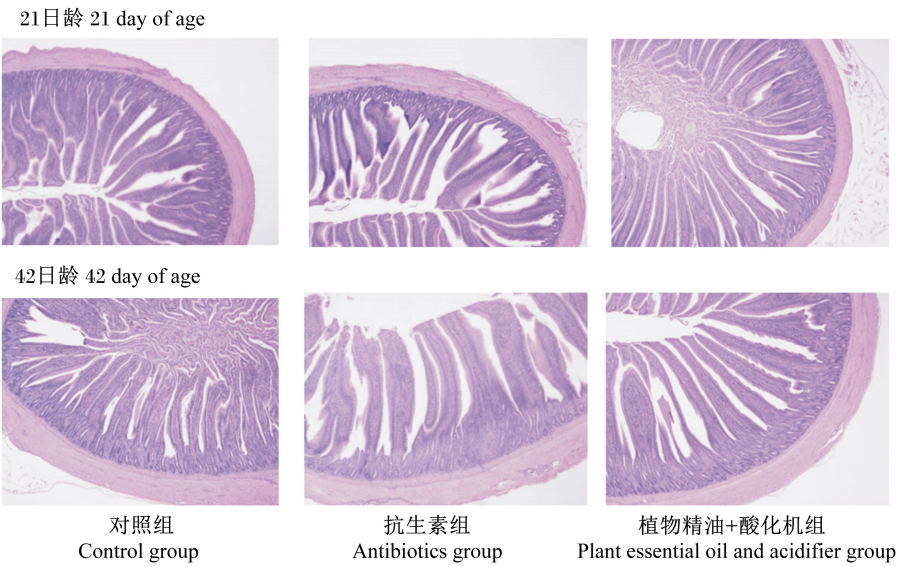 21日龄 21 day of age
42日龄 42 day of age
对照组
Control group
抗生素组
Antibiotics group
植物精油+酸化机组
Plant essential oil and acidifier group